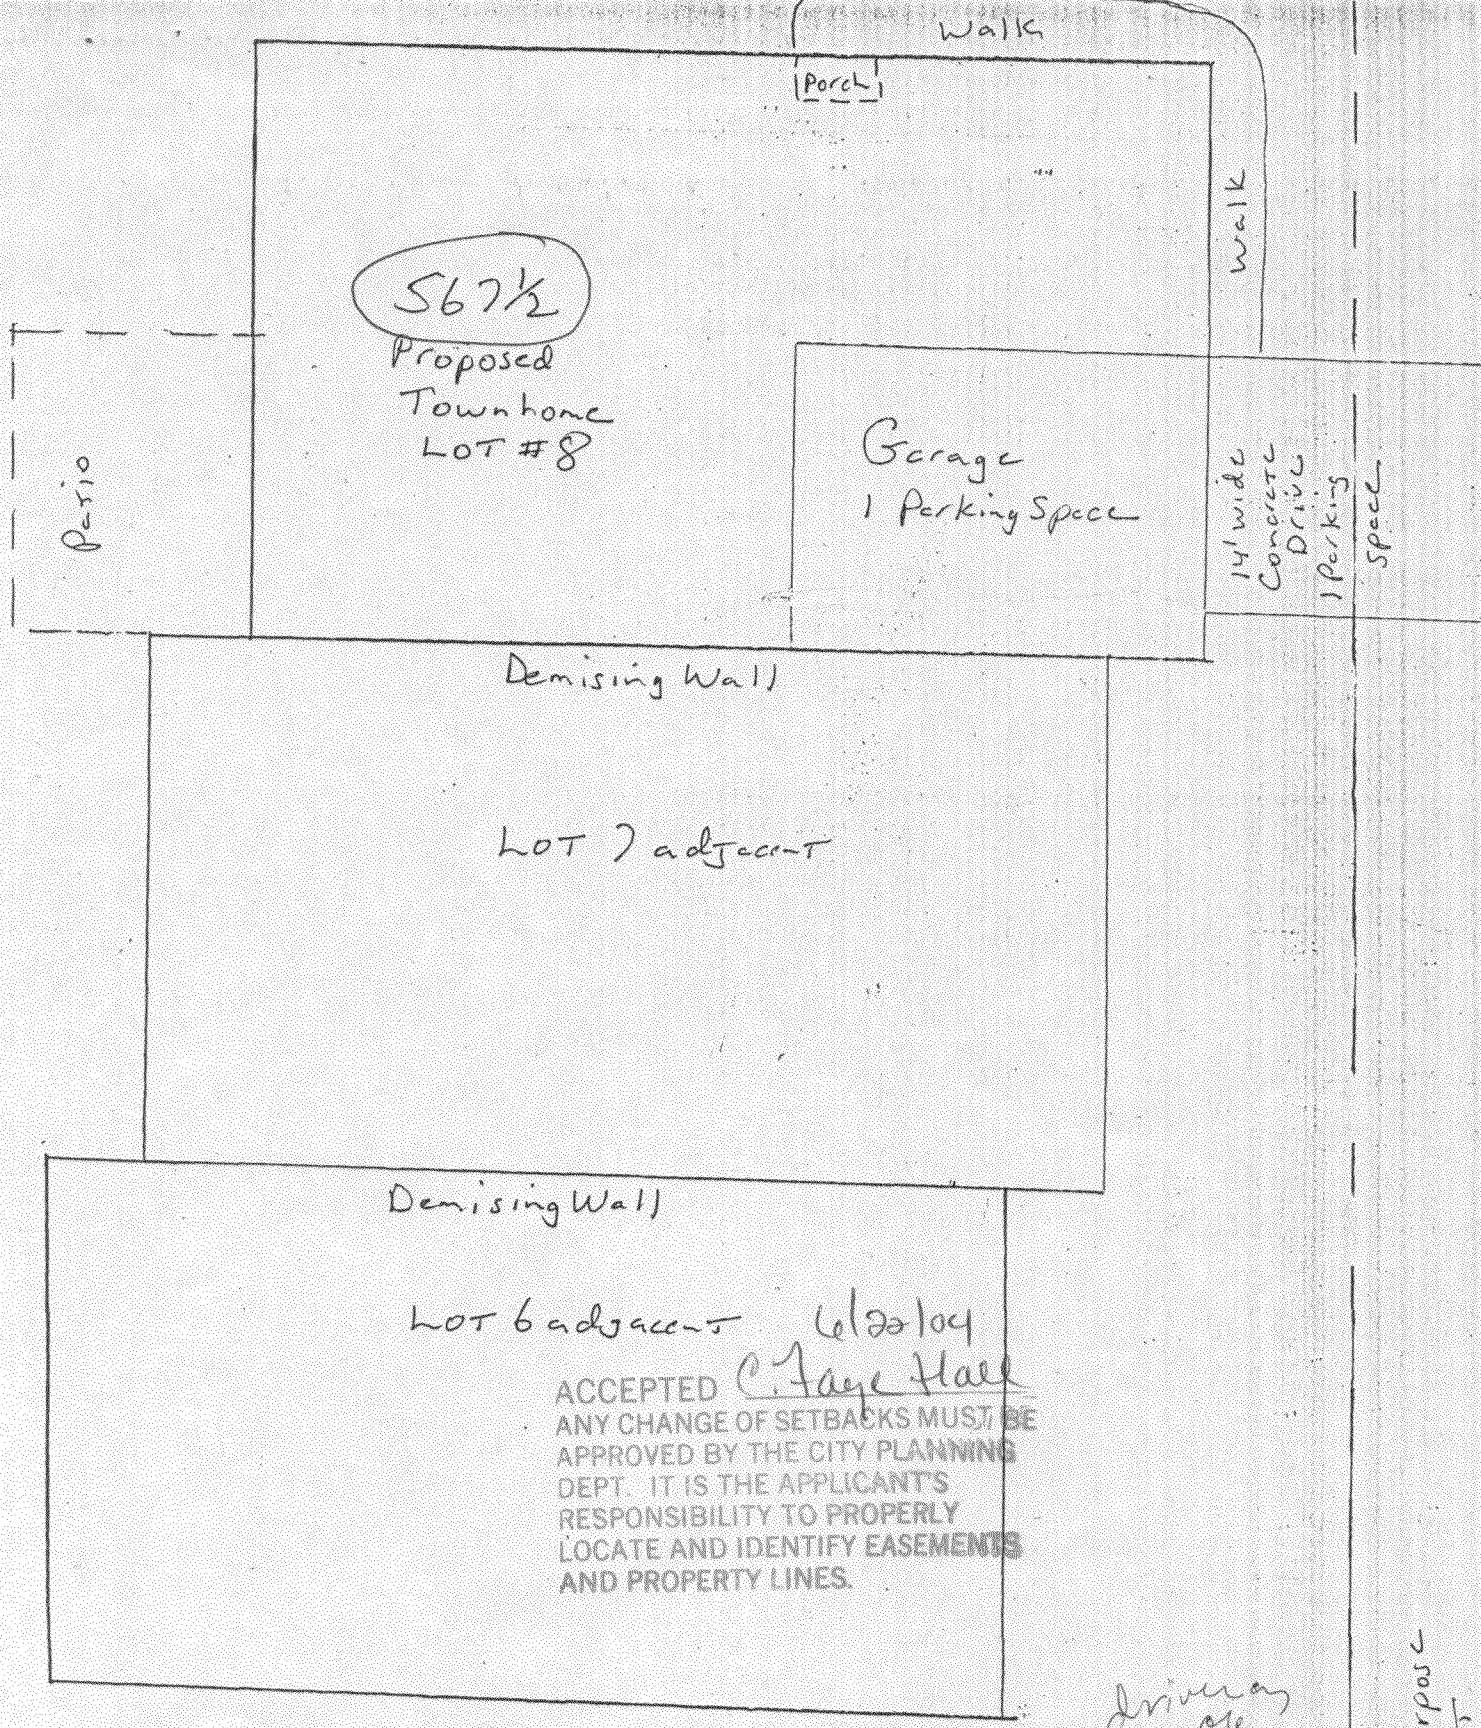 Walk
Porch
Walk
567½
Proposed
Townhome
LOT #8
Patio
Garage
1 Parking Space
14' wide
Concrete
Drive
1 Parking
Space
Demising Wall
LOT 7 adjacent
Demising Wall
LOT 6 adjacent
6/22/04
ACCEPTED C. Faye Hall
ANY CHANGE OF SETBACKS MUST BE
APPROVED BY THE CITY PLANNING
DEPT. IT IS THE APPLICANT'S
RESPONSIBILITY TO PROPERLY
LOCATE AND IDENTIFY EASEMENTS
AND PROPERTY LINES.
driveway
rpose